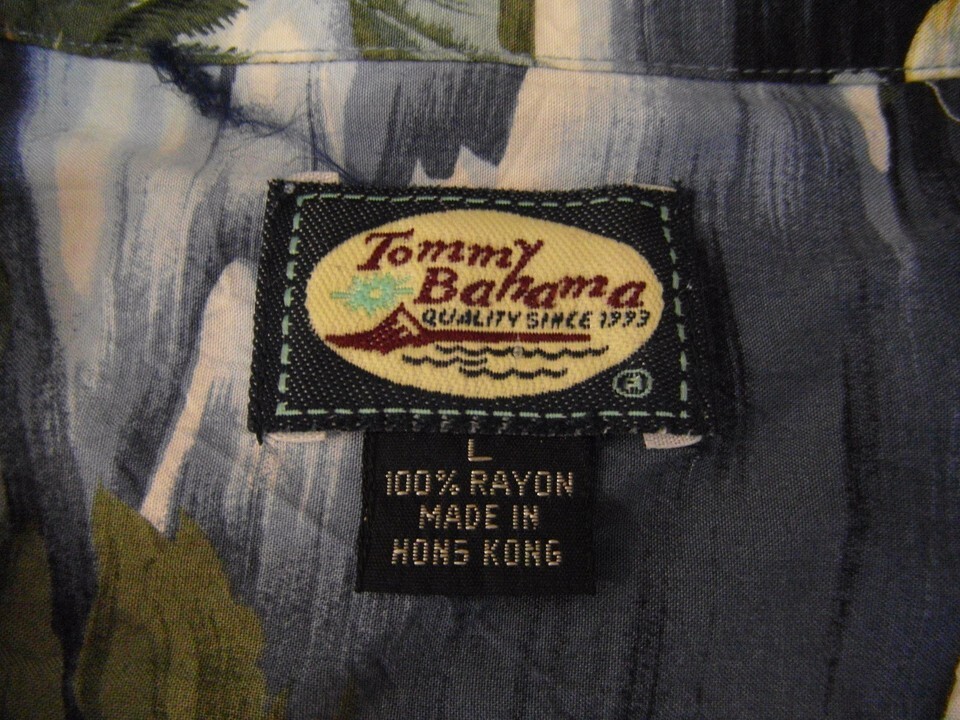 Tommy
Bahama
QUALITY SINCE 1993
L
100% RAYON
MADE IN
HONG KONG